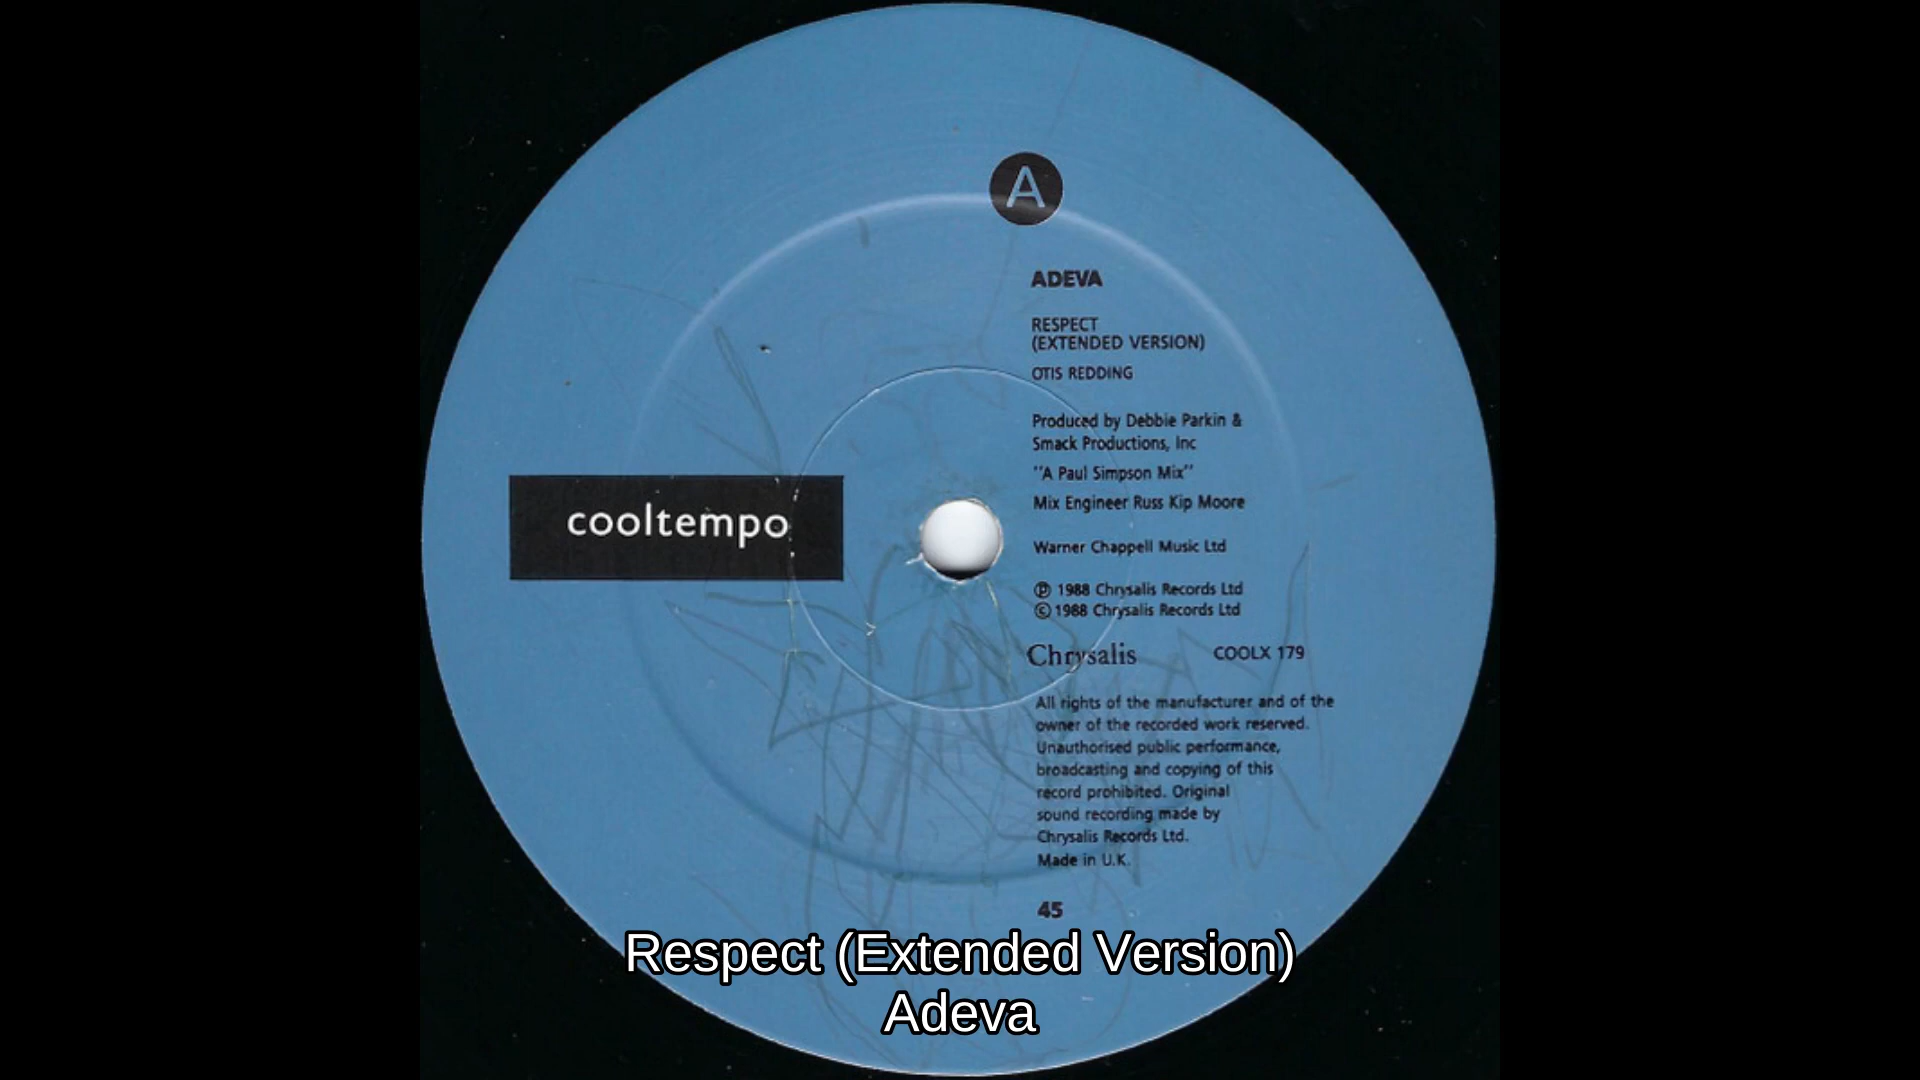 A
ADEVA
RESPECT
(EXTENDED VERSION)
OTIS REDDING
Produced by Debbie Parkin &
Smack Productions, Inc
"A Paul Simpson Mix"
Mix Engineer Russ Kip Moore
cooltempo
Warner Chappell Music Ltd
℗ 1988 Chrysalis Records Ltd
© 1988 Chrysalis Records Ltd
Chrysalis COOLX 179
All rights of the manufacturer and of the
owner of the recorded work reserved.
Unauthorised public performance,
broadcasting and copying of this
record prohibited. Original
sound recording made by
Chrysalis Records Ltd.
Made in U.K.
45
Respect (Extended Version)
Adeva